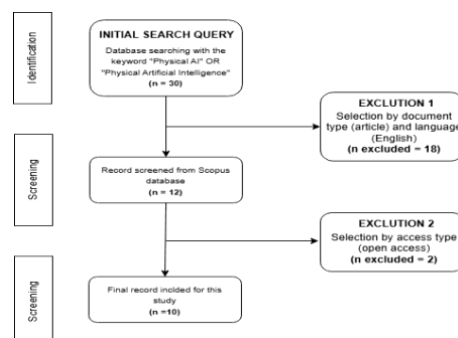 Identification
INITIAL SEARCH QUERY
Database searching with the
keyword "Physical AI" OR
"Physical Artificial Intelligence"
(n = 30)
EXCLUTION 1
Selection by document
type (article) and language
(English)
(n excluded = 18)
Screening
Record screened from Scopus
database
(n = 12)
EXCLUTION 2
Selection by access type
(open access)
(n excluded = 2)
Screening
Final record inclded for this
study
(n =10)